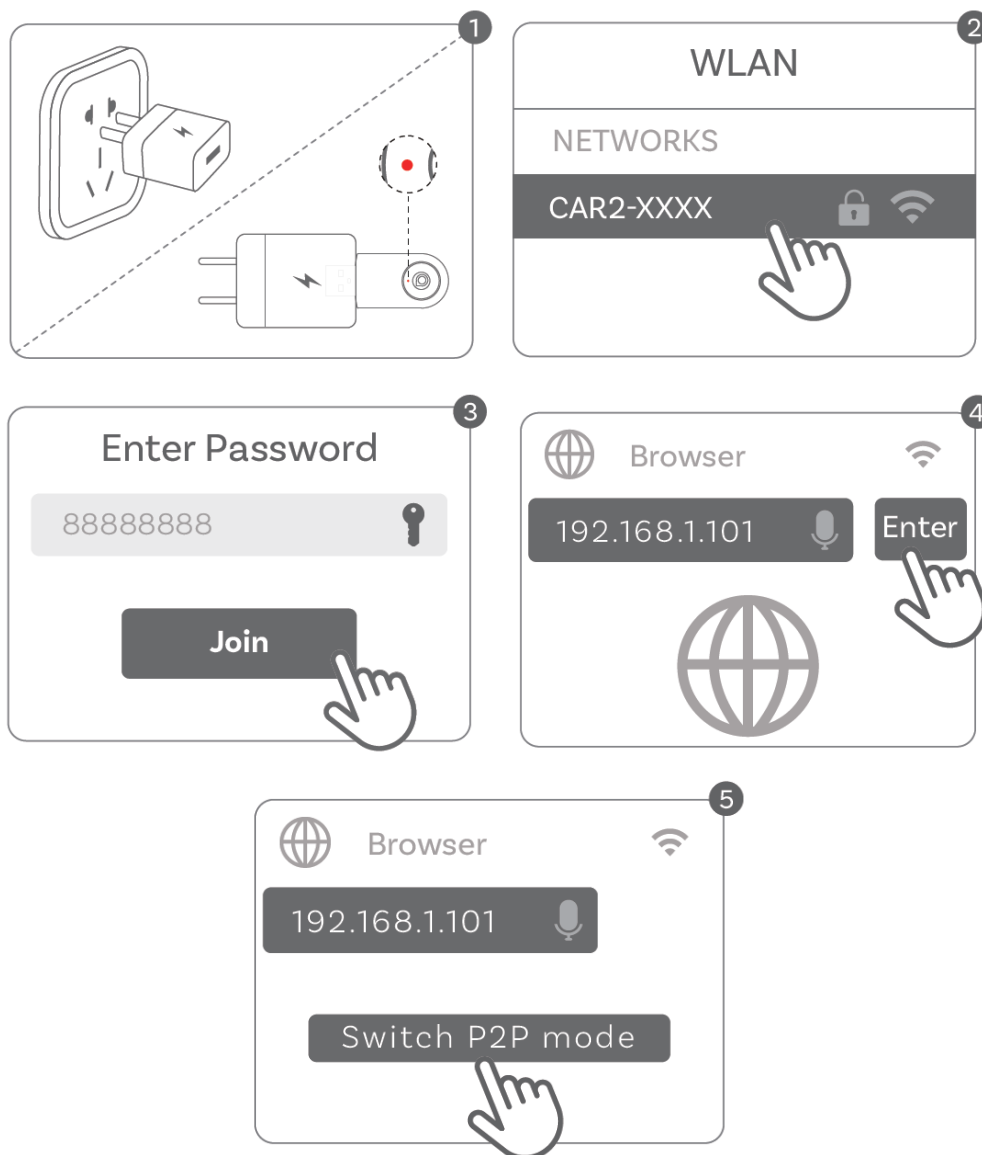 1
2
WLAN
NETWORKS
CAR2-XXXX
3
Enter Password
88888888
Join
4
Browser
192.168.1.101
Enter
5
Browser
192.168.1.101
Switch P2P mode